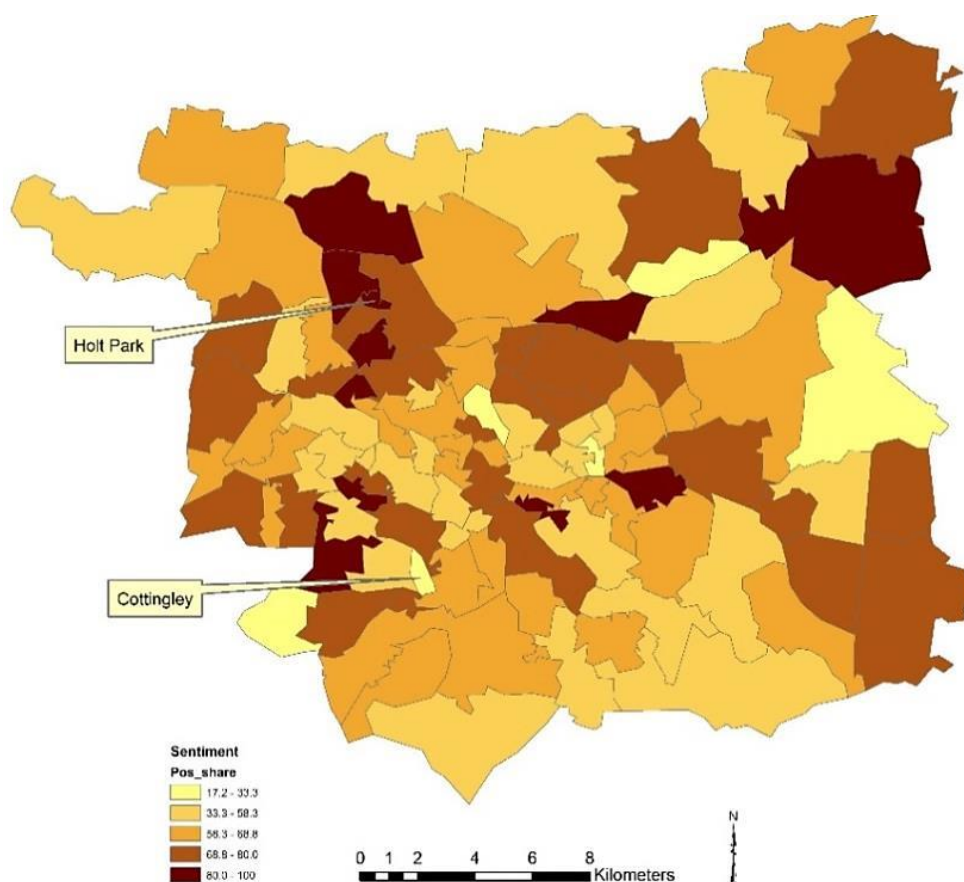 Holt Park
Cottingley
Sentiment
Pos_share
17.2 - 33.3
33.3 - 58.3
58.3 - 68.8
68.8 - 80.0
80.0 - 100
0 1 2 4 6 8
Kilometers
N